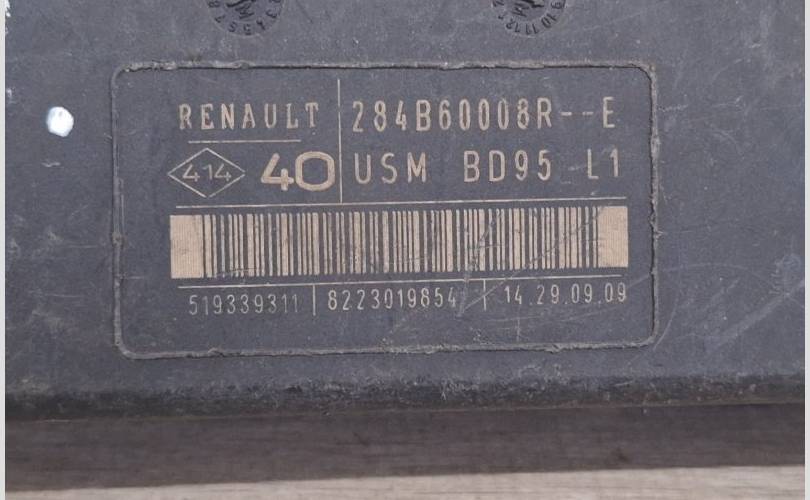 RENAULT 284B60008R--E
414 40 USM BD95 L1
519339311 8223019854 14.29.09.09